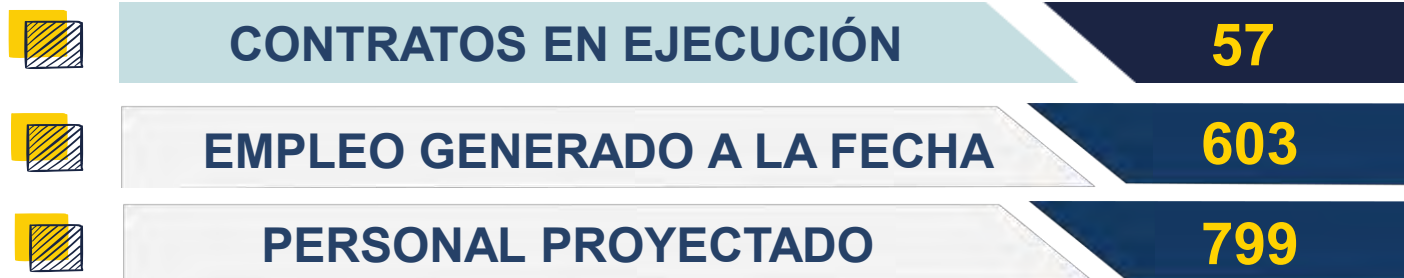 CONTRATOS EN EJECUCIÓN 57
EMPLEO GENERADO A LA FECHA 603
PERSONAL PROYECTADO 799